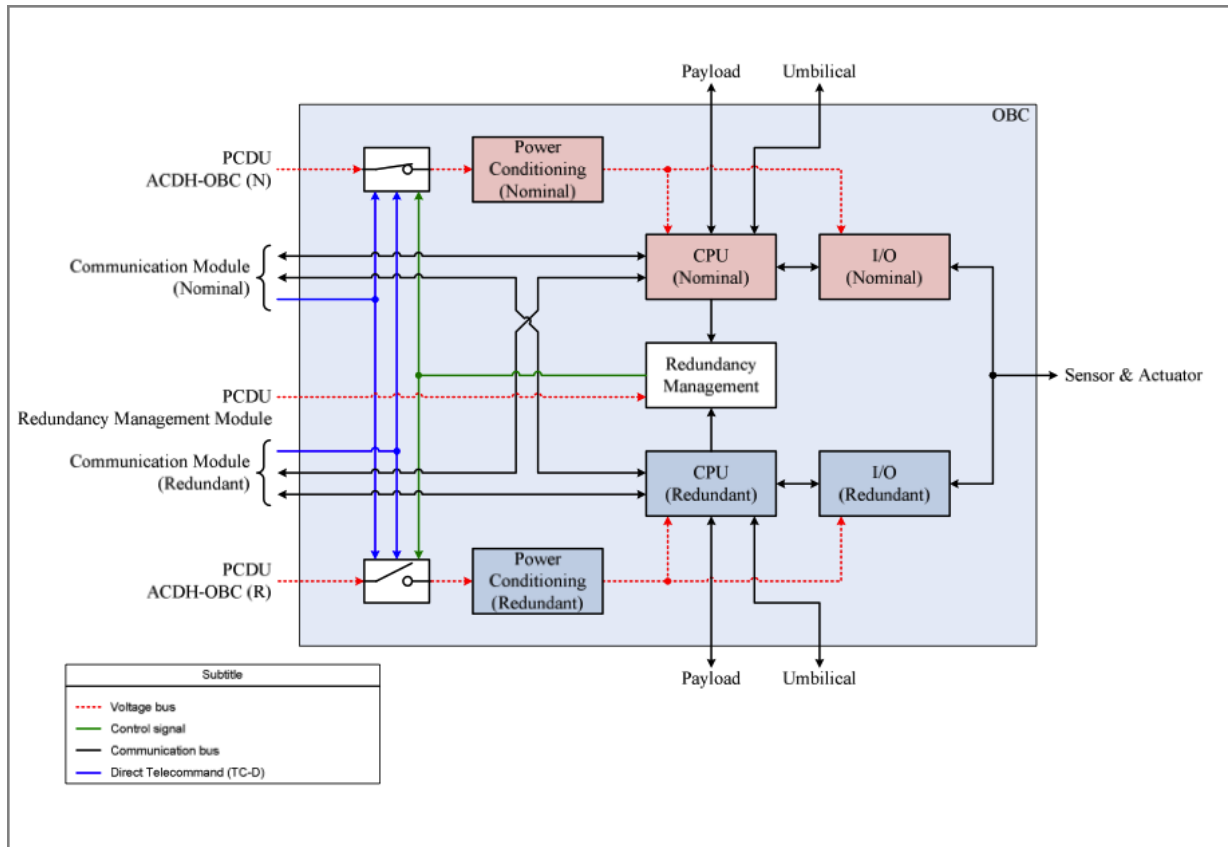 Payload
Umbilical
OBC
PCDU
ACDH-OBC (N)
Power
Conditioning
(Nominal)
Communication Module
(Nominal)
CPU
(Nominal)
I/O
(Nominal)
Redundancy
Management
Sensor & Actuator
PCDU
Redundancy Management Module
Communication Module
(Redundant)
CPU
(Redundant)
I/O
(Redundant)
PCDU
ACDH-OBC (R)
Power
Conditioning
(Redundant)
Payload
Umbilical
Subtitle
Voltage bus
Control signal
Communication bus
Direct Telecommand (TC-D)